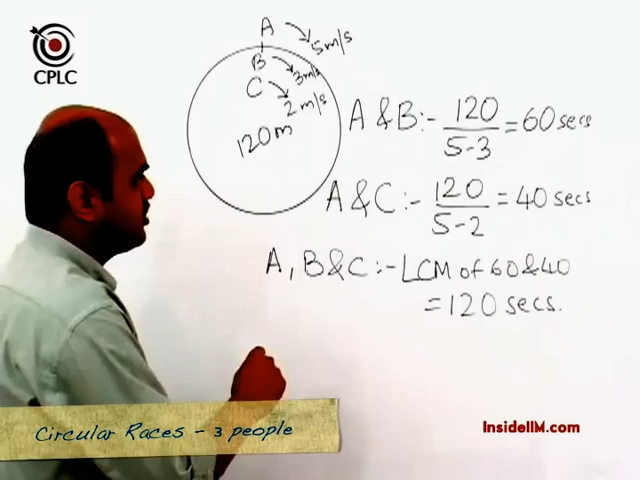 CPLC
A
5m/s
B
3m/s
C
2 m/s
120m
A & B :- 120 / 5-3 = 60 secs
A & C :- 120 / 5-2 = 40 secs
A, B & C :- LCM of 60 & 40
= 120 secs.
Circular Races - 3 people
InsideIIM.com